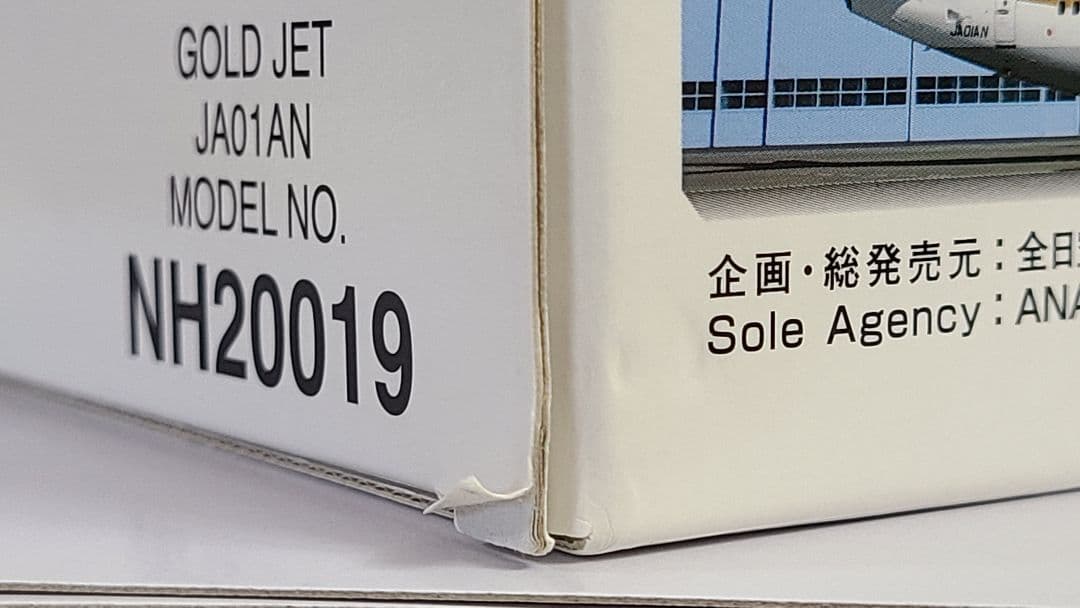 GOLD JET
JA01AN
MODEL NO.
NH20019
JA01AN
企画・総発売元：全日
Sole Agency：ANA